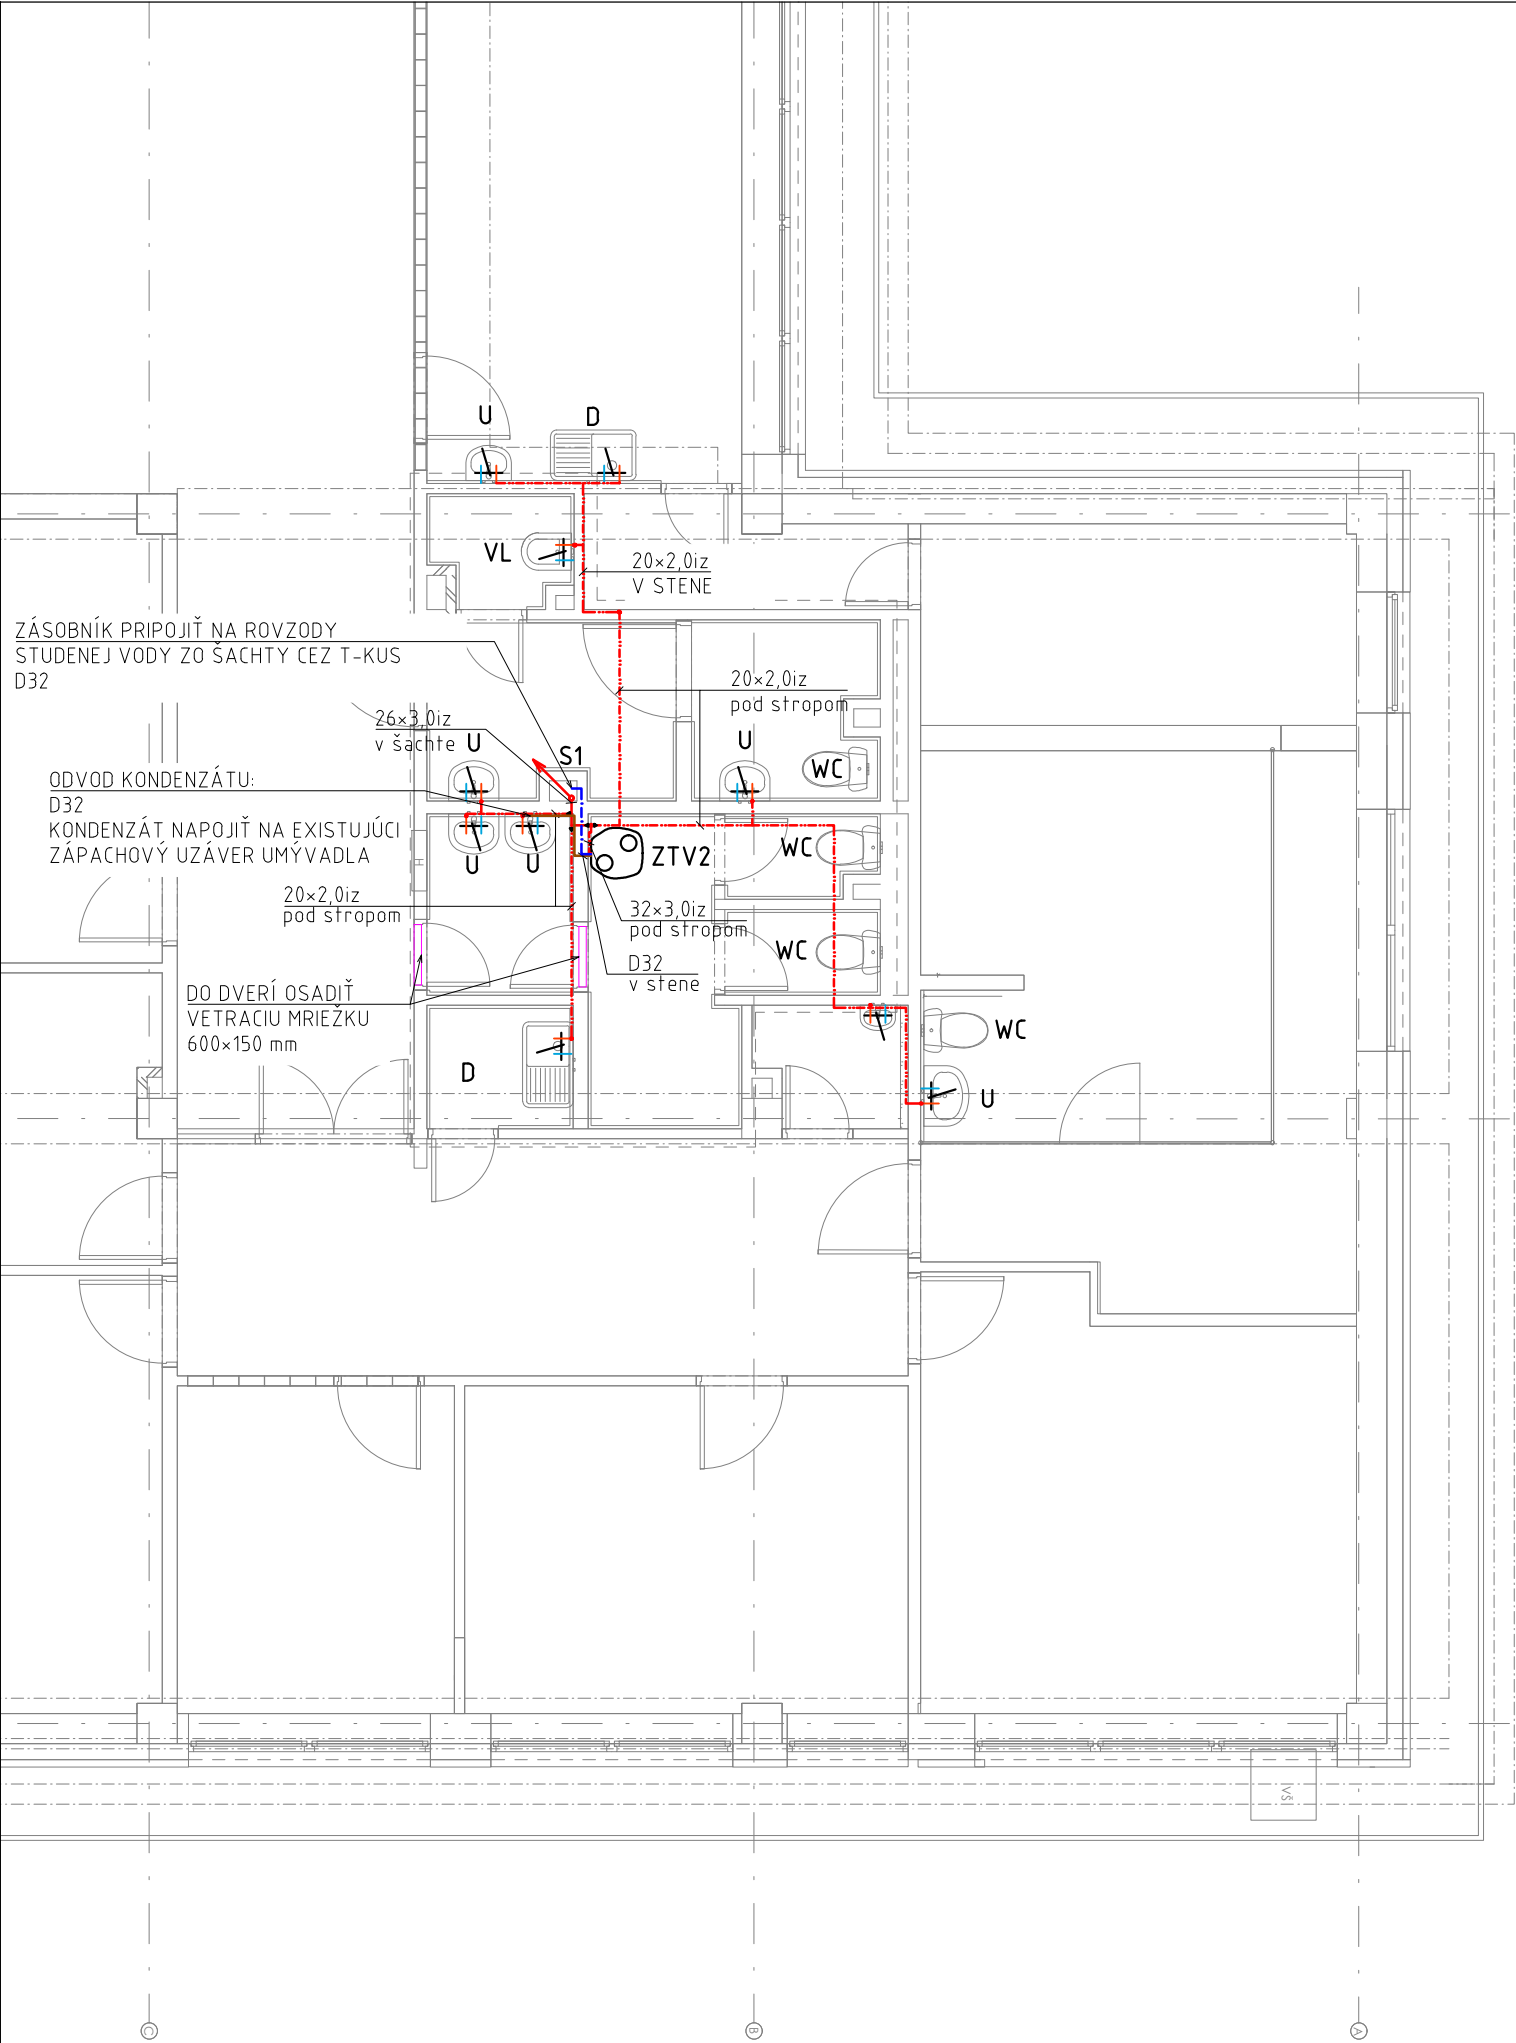 U
D
VL
20×2,0iz
V STENE
ZÁSOBNÍK PRIPOJIŤ NA ROVZODY
STUDENEJ VODY ZO ŠACHTY CEZ T-KUS
D32
20×2,0iz
pod stropom
26×3,0iz
v šachte
U
S1
U
WC
ODVOD KONDENZÁTU:
D32
KONDENZÁT NAPOJIŤ NA EXISTUJÚCI
ZÁPACHOVÝ UZÁVER UMÝVADLA
U
U
ZTV2
WC
20×2,0iz
pod stropom
32×3,0iz
pod stropom
WC
D32
v stene
DO DVERÍ OSADIŤ
VETRACIU MRIEŽKU
600×150 mm
WC
D
U
VŠ
C
B
A